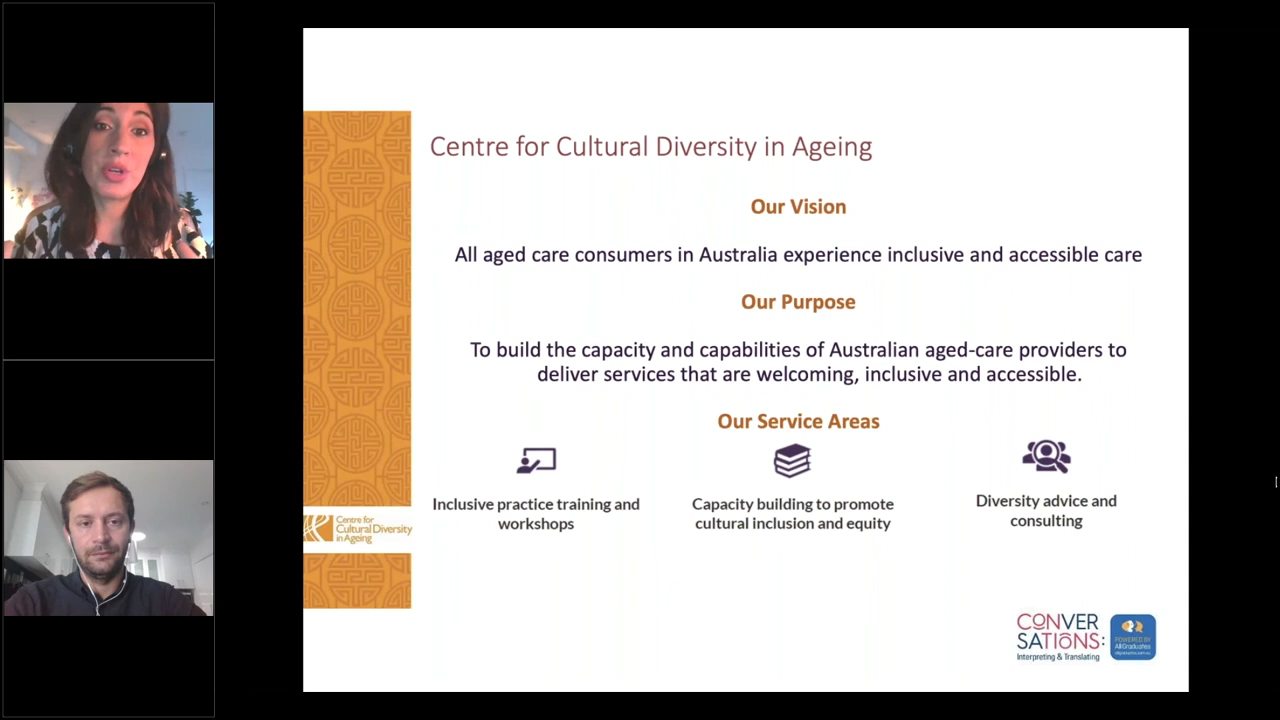 Centre for Cultural Diversity in Ageing
Our Vision
All aged care consumers in Australia experience inclusive and accessible care
Our Purpose
To build the capacity and capabilities of Australian aged-care providers to
deliver services that are welcoming, inclusive and accessible.
Our Service Areas
Inclusive practice training and
workshops
Capacity building to promote
cultural inclusion and equity
Diversity advice and
consulting
Centre for
Cultural Diversity
in Ageing
CONVER
SATIONS:
Interpreting & Translating
POWERED BY
AllGraduates